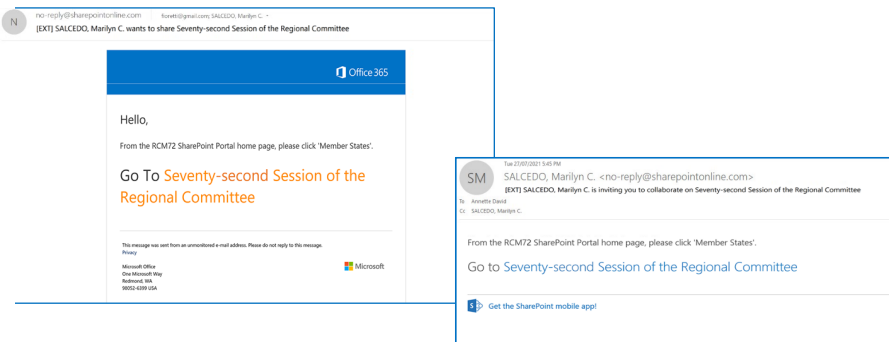 N
no-reply@sharepointonline.com
fioretti@gmail.com; SALCEDO, Marilyn C.
[EXT] SALCEDO, Marilyn C. wants to share Seventy-second Session of the Regional Committee
Office 365
Hello,
From the RCM72 SharePoint Portal home page, please click 'Member States'.
Go To Seventy-second Session of the
Regional Committee
This message was sent from an unmonitored e-mail address. Please do not reply to this message.
Privacy
Microsoft Office
One Microsoft Way
Redmond, WA
98052-6399 USA
Microsoft
SM
Tue 27/07/2021 5:45 PM
SALCEDO, Marilyn C. <no-reply@sharepointonline.com>
[EXT] SALCEDO, Marilyn C. is inviting you to collaborate on Seventy-second Session of the Regional Committee
To Annette David
Cc SALCEDO, Marilyn C.
From the RCM72 SharePoint Portal home page, please click 'Member States'.
Go to Seventy-second Session of the Regional Committee
S Get the SharePoint mobile app!